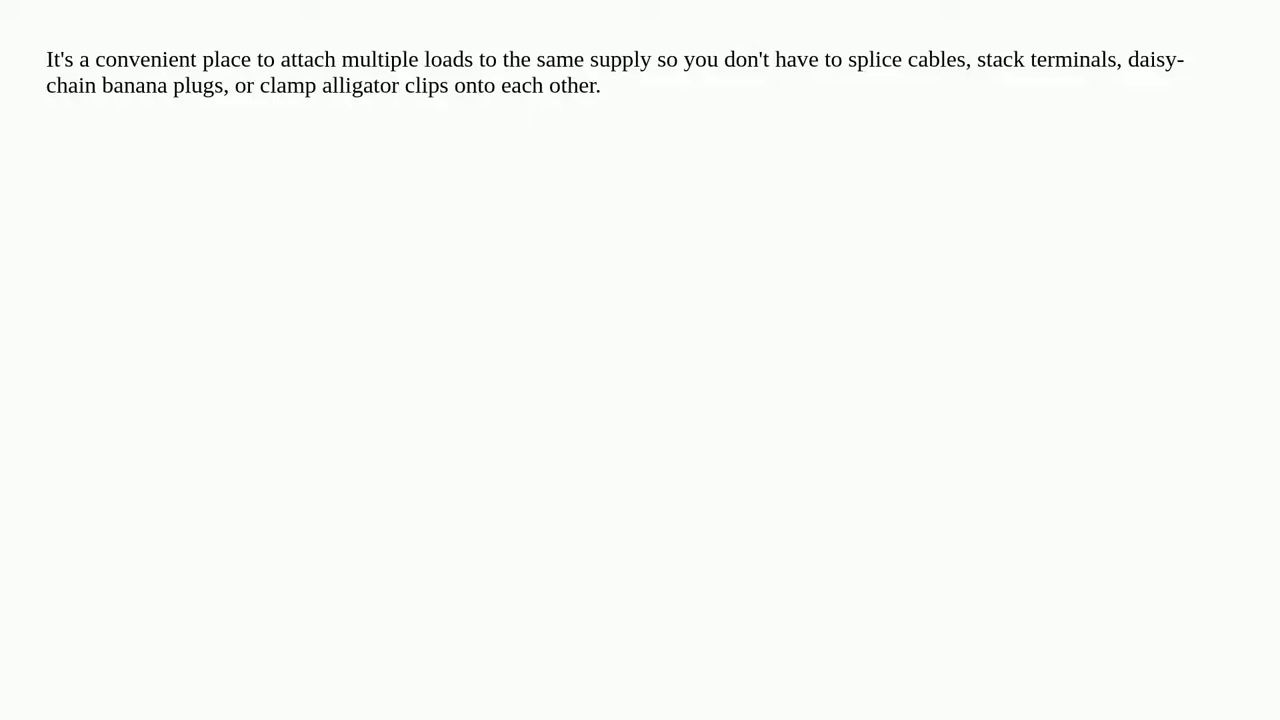 It's a convenient place to attach multiple loads to the same supply so you don't have to splice cables, stack terminals, daisy-
chain banana plugs, or clamp alligator clips onto each other.